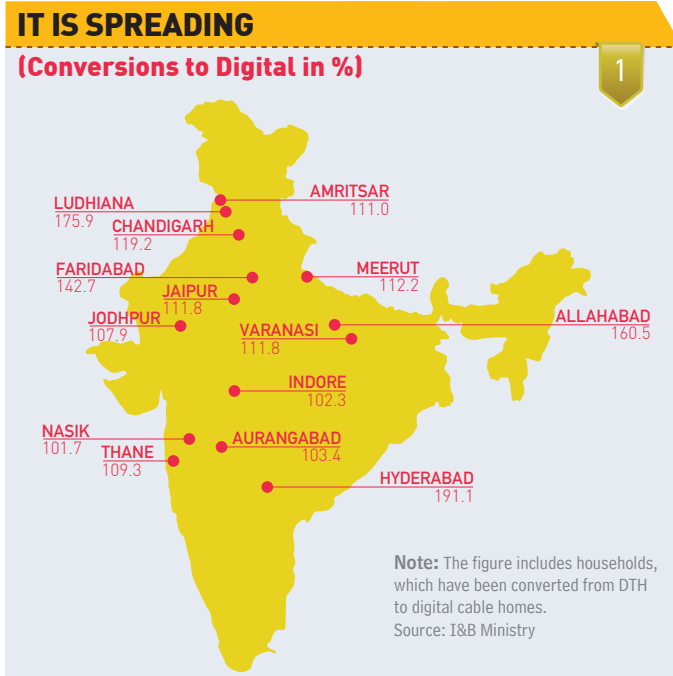 IT IS SPREADING
(Conversions to Digital in %)
1
AMRITSAR
111.0
LUDHIANA
175.9
CHANDIGARH
119.2
FARIDABAD
142.7
MEERUT
112.2
JAIPUR
111.8
JODHPUR
107.9
ALLAHABAD
160.5
VARANASI
111.8
INDORE
102.3
NASIK
101.7
AURANGABAD
103.4
THANE
109.3
HYDERABAD
191.1
Note: The figure includes households,
which have been converted from DTH
to digital cable homes.
Source: I&B Ministry